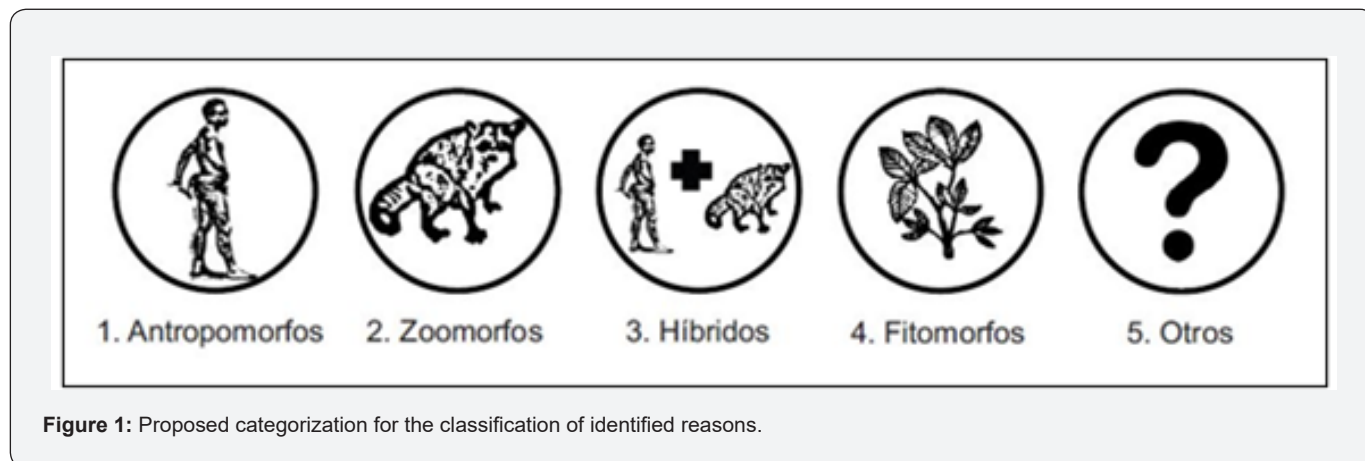 ?
1. Antropomorfos 2. Zoomorfos 3. Híbridos 4. Fitomorfos 5. Otros
Figure 1: Proposed categorization for the classification of identified reasons.